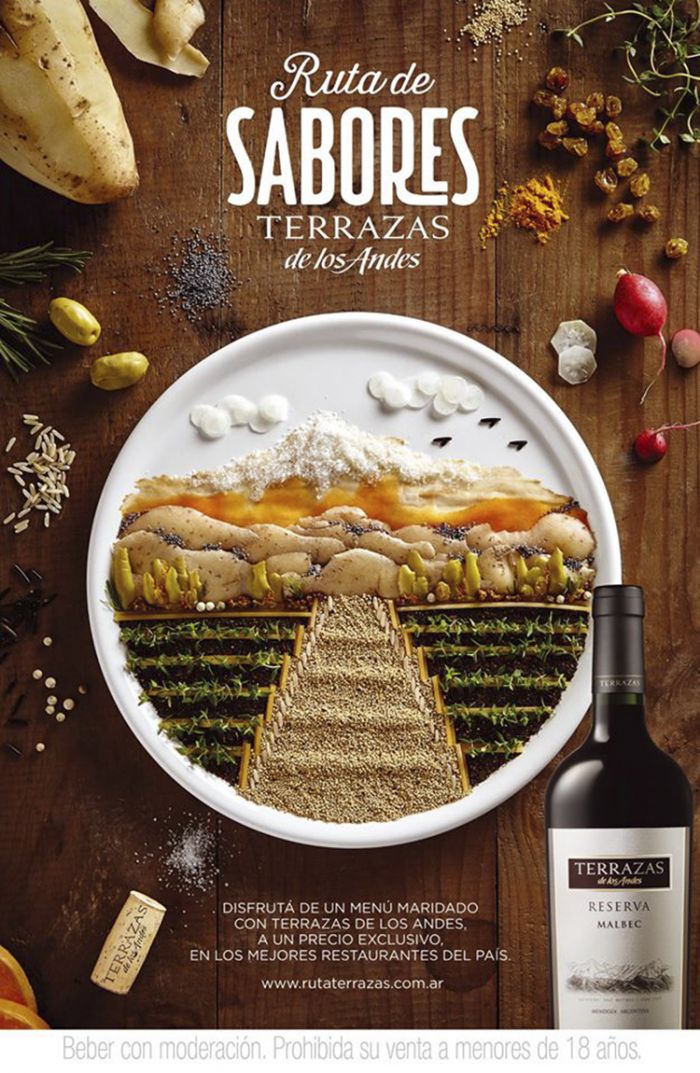 Ruta de
SABORES
TERRAZAS
de los Andes
TERRAZAS
TERRAZAS
de los Andes
RESERVA
MALBEC
MENDOZA ARGENTINA
TERRAZAS
de los Andes
DISFRUTÁ DE UN MENÚ MARIDADO
CON TERRAZAS DE LOS ANDES,
A UN PRECIO EXCLUSIVO,
EN LOS MEJORES RESTAURANTES DEL PAÍS.
www.rutaterrazas.com.ar
Beber con moderación. Prohibida su venta a menores de 18 años.